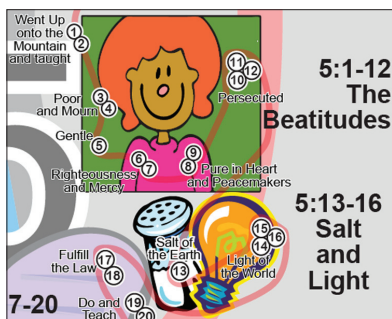 Went Up
onto the
Mountain
and taught
1
2
11
12
10
Persecuted
5:1-12
The
Beatitudes
Poor
and Mourn
3
4
Gentle
5
6
7
Righteousness
and Mercy
9
8
Pure in Heart
and Peacemakers
5:13-16
Salt
and
Light
Salt of
the Earth
13
15
16
14
Light of
the World
Fulfill
the Law
17
18
7-20
Do and
Teach
19
20